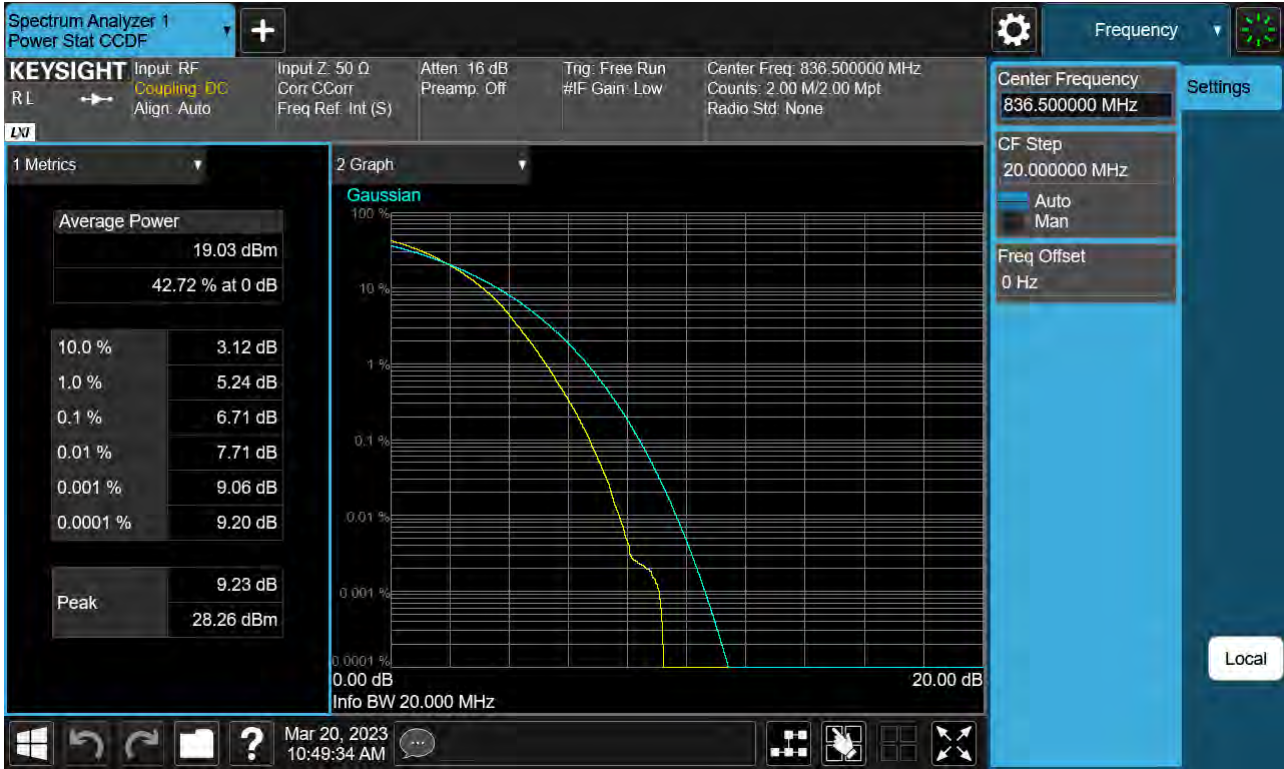 Spectrum Analyzer 1
Power Stat CCDF
+
Frequency
KEYSIGHT
R L
LXI
Input: RF
Coupling: DC
Align: Auto
Input Z: 50 Ω
Corr CCorr
Freq Ref: Int (S)
Atten: 16 dB
Preamp: Off
Trig: Free Run
#IF Gain: Low
Center Freq: 836.500000 MHz
Counts: 2.00 M/2.00 Mpt
Radio Std: None
Center Frequency
836.500000 MHz
Settings
CF Step
20.000000 MHz
Auto
Man
Freq Offset
0 Hz
1 Metrics
Average Power
19.03 dBm
42.72 % at 0 dB
10.0 % 3.12 dB
1.0 % 5.24 dB
0.1 % 6.71 dB
0.01 % 7.71 dB
0.001 % 9.06 dB
0.0001 % 9.20 dB
Peak
9.23 dB
28.26 dBm
2 Graph
Gaussian
100 %
10 %
1 %
0.1 %
0.01 %
0.001 %
0.0001 %
0.00 dB 20.00 dB
Info BW 20.000 MHz
Local
?
Mar 20, 2023
10:49:34 AM